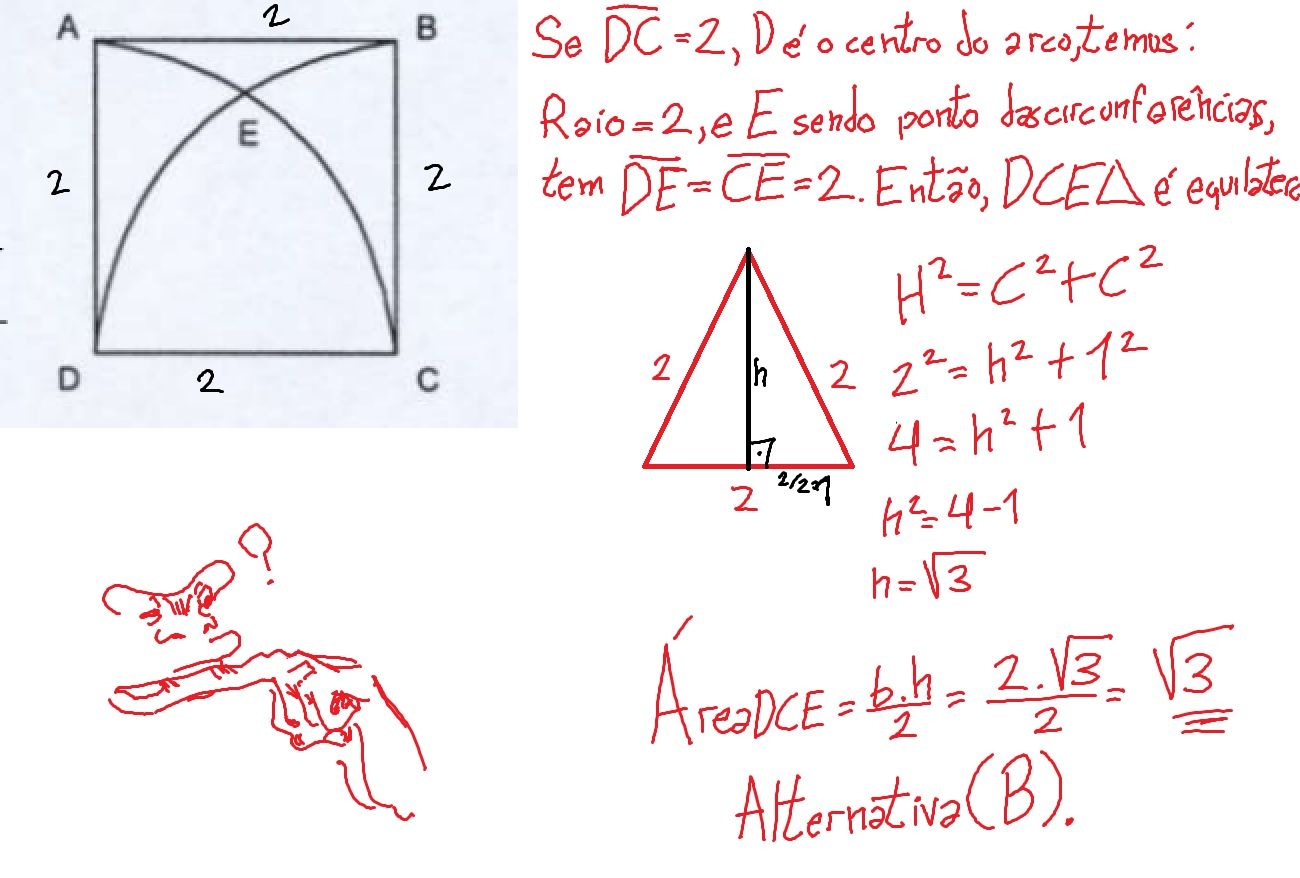 A 2 B
E
2 2
D 2 C
Se DC = 2, D é o centro do arco, temos:
Raio = 2, e E sendo ponto das circunferências,
tem DE = CE = 2. Então, DCE△ é equilátero
h
2 2
2/2=1
2
H² = C² + C²
2² = h² + 1²
4 = h² + 1
h² = 4 - 1
h = √3
?
Área DCE = b.h/2 = 2.√3/2 = √3
Alternativa (B).